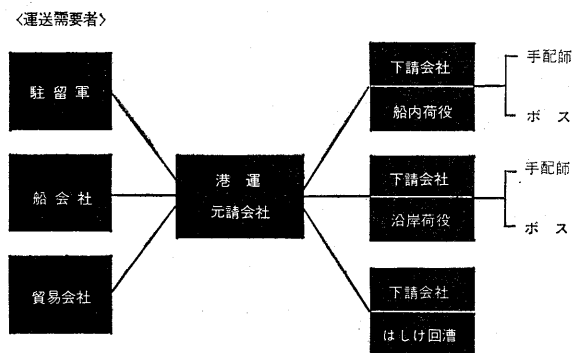 〈運送需要者〉
駐留軍
船会社
貿易会社
港運
元請会社
下請会社
船内荷役
手配師
ボス
下請会社
沿岸荷役
手配師
ボス
下請会社
はしけ回漕